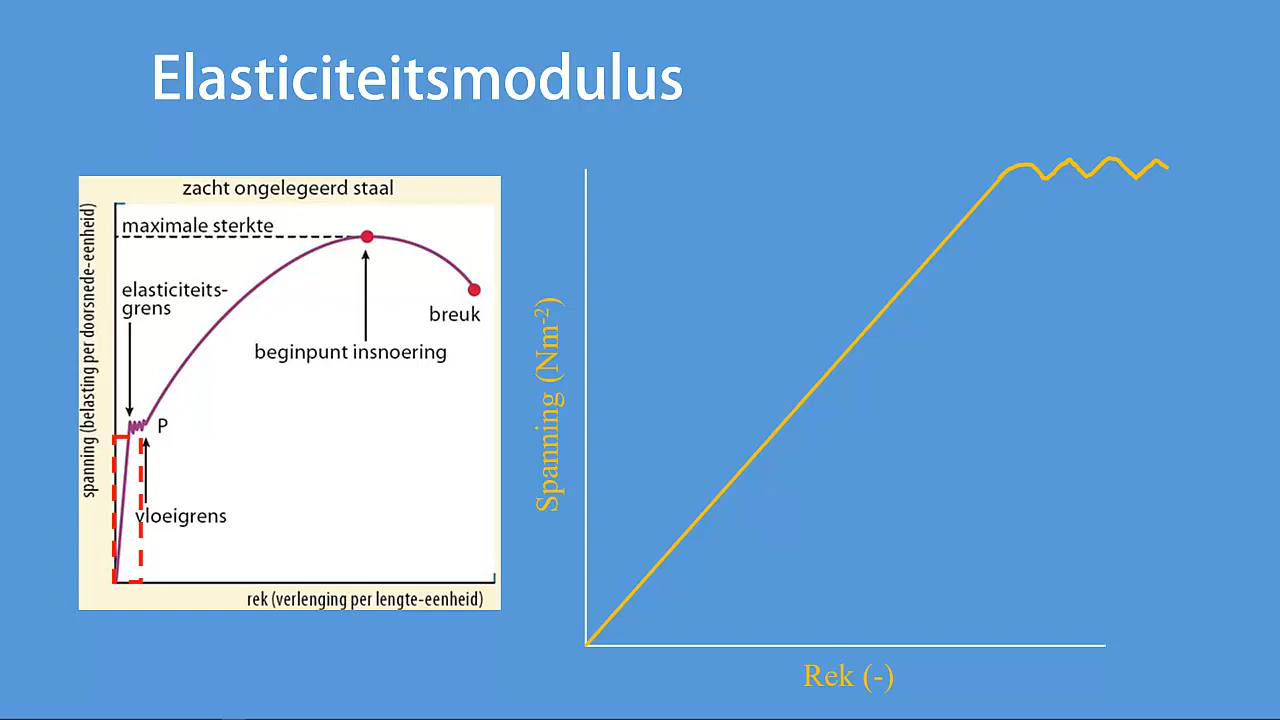 Elasticiteitsmodulus
zacht ongelegeerd staal
spanning (belasting per doorsnede-eenheid)
maximale sterkte
elasticiteits-
grens
breuk
beginpunt insnoering
P
vloeigrens
rek (verlenging per lengte-eenheid)
Spanning (Nm-2)
Rek (-)